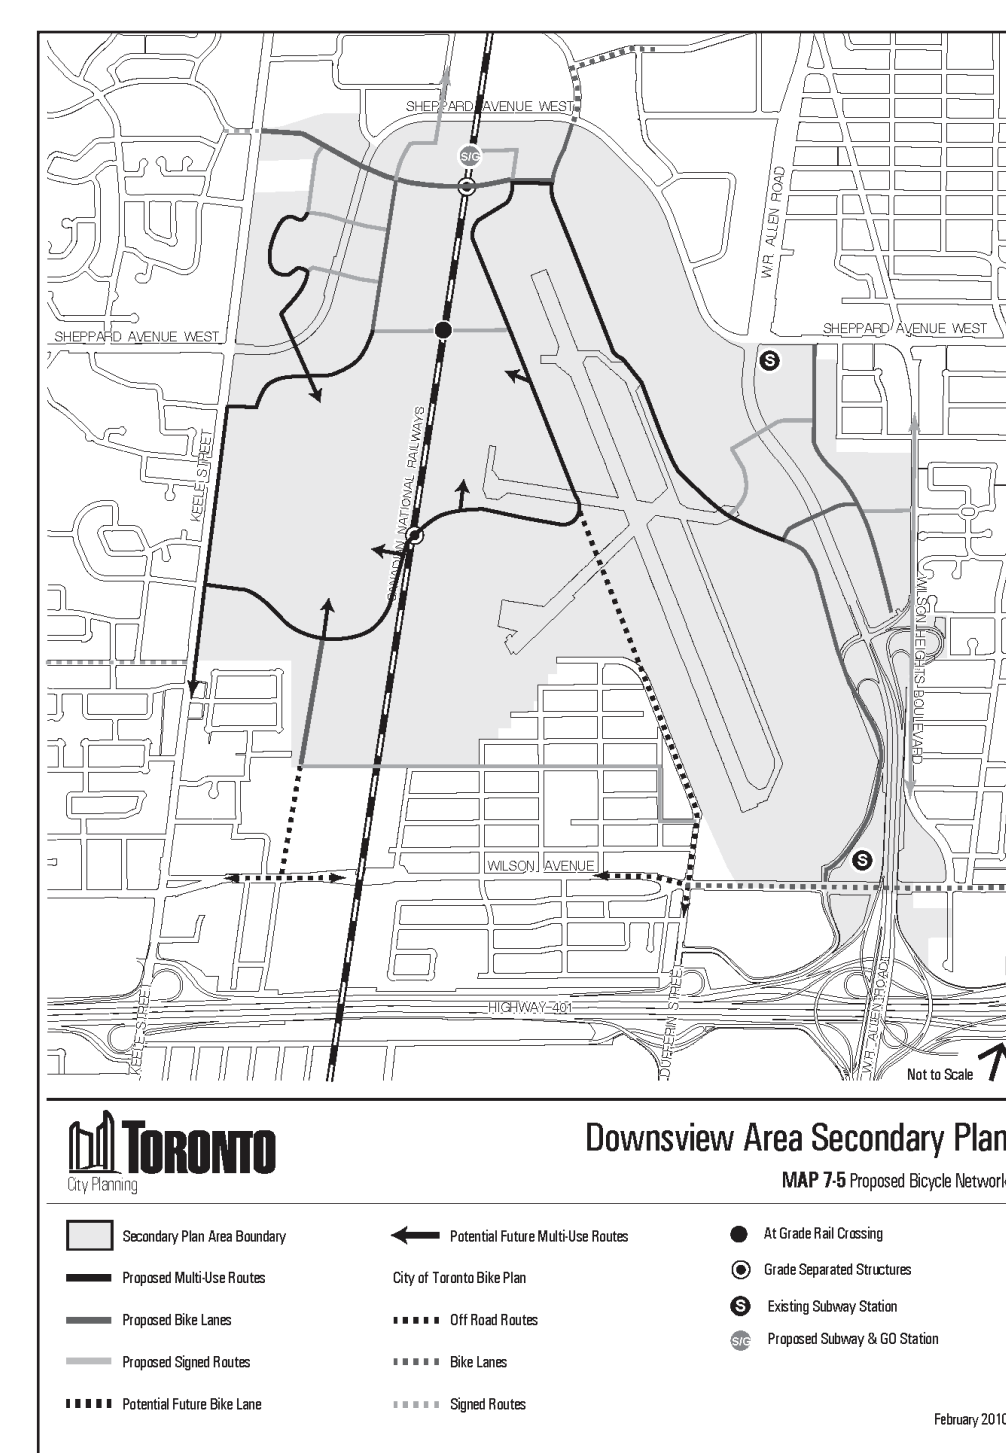 SHEPPARD AVENUE WEST
S/G
W.R. ALLEN ROAD
SHEPPARD AVENUE WEST
SHEPPARD AVENUE WEST
S
KEELE STREET
CANADIAN NATIONAL RAILWAYS
WILSON HEIGHTS BOULEVARD
WILSON AVENUE
S
HIGHWAY 401
KEELE STREET
DUFFERIN STREET
W.R. ALLEN ROAD
Not to Scale
TORONTO
City Planning
Downsview Area Secondary Plan
MAP 7-5 Proposed Bicycle Network
Secondary Plan Area Boundary
Proposed Multi-Use Routes
Proposed Bike Lanes
Proposed Signed Routes
Potential Future Bike Lane
Potential Future Multi-Use Routes
City of Toronto Bike Plan
Off Road Routes
Bike Lanes
Signed Routes
At Grade Rail Crossing
Grade Separated Structures
S Existing Subway Station
S/G Proposed Subway & GO Station
February 2010